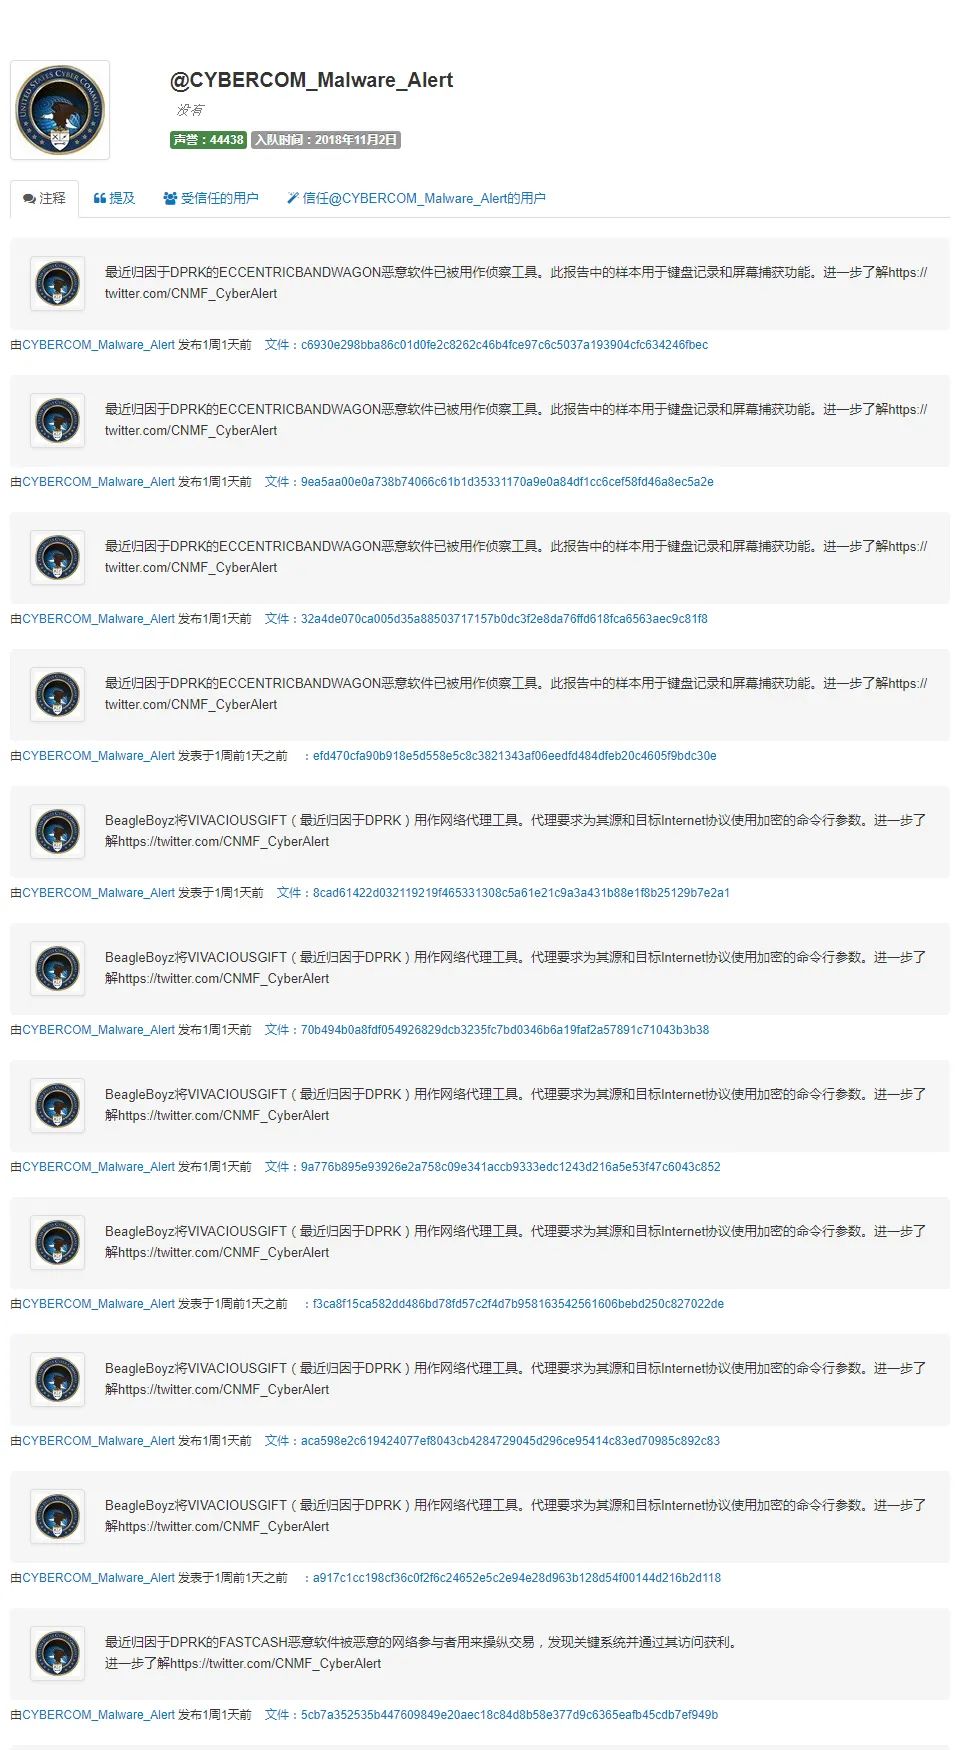 @CYBERCOM_Malware_Alert
没有
声誉：44438 入队时间：2018年11月2日
注释 提及 受信任的用户 信任@CYBERCOM_Malware_Alert的用户
最近归因于DPRK的ECCENTRICBANDWAGON恶意软件已被用作侦察工具。此报告中的样本用于键盘记录和屏幕捕获功能。进一步了解https://
twitter.com/CNMF_CyberAlert
由CYBERCOM_Malware_Alert 发布1周1天前 文件：c6930e298bba86c01d0fe2c8262c46b4fce97c6c5037a193904cfc634246fbec
最近归因于DPRK的ECCENTRICBANDWAGON恶意软件已被用作侦察工具。此报告中的样本用于键盘记录和屏幕捕获功能。进一步了解https://
twitter.com/CNMF_CyberAlert
由CYBERCOM_Malware_Alert 发布1周1天前 文件：9ea5aa00e0a738b74066c61b1d35331170a9e0a84df1cc6cef58fd46a8ec5a2e
最近归因于DPRK的ECCENTRICBANDWAGON恶意软件已被用作侦察工具。此报告中的样本用于键盘记录和屏幕捕获功能。进一步了解https://
twitter.com/CNMF_CyberAlert
由CYBERCOM_Malware_Alert 发布1周1天前 文件：32a4de070ca005d35a88503717157b0dc3f2e8da76ffd618fca6563aec9c81f8
最近归因于DPRK的ECCENTRICBANDWAGON恶意软件已被用作侦察工具。此报告中的样本用于键盘记录和屏幕捕获功能。进一步了解https://
twitter.com/CNMF_CyberAlert
由CYBERCOM_Malware_Alert 发表于1周前1天之前 ：efd470cfa90b918e5d558e5c8c3821343af06eedfd484dfeb20c4605f9bdc30e
BeagleBoyz将VIVACIOUSGIFT（最近归因于DPRK）用作网络代理工具。代理要求为其源和目标Internet协议使用加密的命令行参数。进一步了
解https://twitter.com/CNMF_CyberAlert
由CYBERCOM_Malware_Alert 发表于1周1天前 文件：8cad61422d032119219f465331308c5a61e21c9a3a431b88e1f8b25129b7e2a1
BeagleBoyz将VIVACIOUSGIFT（最近归因于DPRK）用作网络代理工具。代理要求为其源和目标Internet协议使用加密的命令行参数。进一步了
解https://twitter.com/CNMF_CyberAlert
由CYBERCOM_Malware_Alert 发布1周1天前 文件：70b494b0a8fdf054926829dcb3235fc7bd0346b6a19faf2a57891c71043b3b38
BeagleBoyz将VIVACIOUSGIFT（最近归因于DPRK）用作网络代理工具。代理要求为其源和目标Internet协议使用加密的命令行参数。进一步了
解https://twitter.com/CNMF_CyberAlert
由CYBERCOM_Malware_Alert 发布1周1天前 文件：9a776b895e93926e2a758c09e341accb9333edc1243d216a5e53f47c6043c852
BeagleBoyz将VIVACIOUSGIFT（最近归因于DPRK）用作网络代理工具。代理要求为其源和目标Internet协议使用加密的命令行参数。进一步了
解https://twitter.com/CNMF_CyberAlert
由CYBERCOM_Malware_Alert 发表于1周前1天之前 ：f3ca8f15ca582dd486bd78fd57c2f4d7b958163542561606bebd250c827022de
BeagleBoyz将VIVACIOUSGIFT（最近归因于DPRK）用作网络代理工具。代理要求为其源和目标Internet协议使用加密的命令行参数。进一步了
解https://twitter.com/CNMF_CyberAlert
由CYBERCOM_Malware_Alert 发布1周1天前 文件：aca598e2c619424077ef8043cb4284729045d296ce95414c83ed70985c892c83
BeagleBoyz将VIVACIOUSGIFT（最近归因于DPRK）用作网络代理工具。代理要求为其源和目标Internet协议使用加密的命令行参数。进一步了
解https://twitter.com/CNMF_CyberAlert
由CYBERCOM_Malware_Alert 发表于1周前1天之前 ：a917c1cc198cf36c0f2f6c24652e5c2e94e28d963b128d54f00144d216b2d118
最近归因于DPRK的FASTCASH恶意软件被恶意的网络参与者用来操纵交易，发现关键系统并通过其访问获利。
进一步了解https://twitter.com/CNMF_CyberAlert
由CYBERCOM_Malware_Alert 发布1周1天前 文件：5cb7a352535b447609849e20aec18c84d8b58e377d9c6365eafb45cdb7ef949b